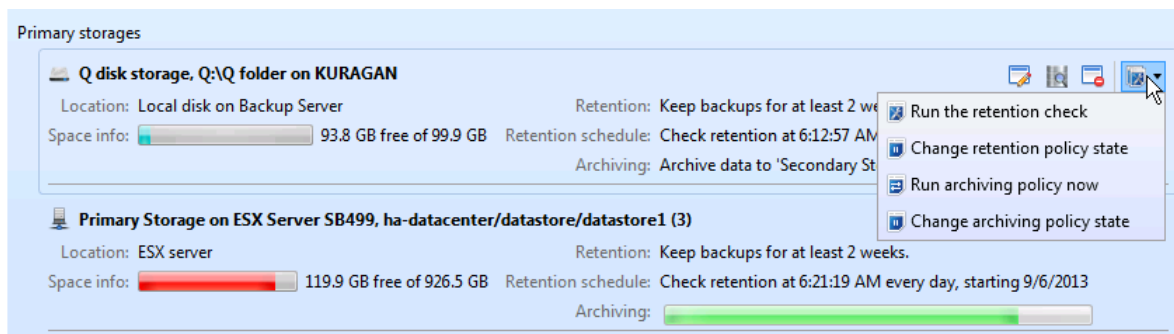 Primary storages
Q disk storage, Q:\Q folder on KURAGAN
Location: Local disk on Backup Server
Retention: Keep backups for at least 2 we
Space info: 93.8 GB free of 99.9 GB
Retention schedule: Check retention at 6:12:57 AM
Archiving: Archive data to 'Secondary St
Run the retention check
Change retention policy state
Run archiving policy now
Change archiving policy state
Primary Storage on ESX Server SB499, ha-datacenter/datastore/datastore1 (3)
Location: ESX server
Retention: Keep backups for at least 2 weeks.
Space info: 119.9 GB free of 926.5 GB
Retention schedule: Check retention at 6:21:19 AM every day, starting 9/6/2013
Archiving: